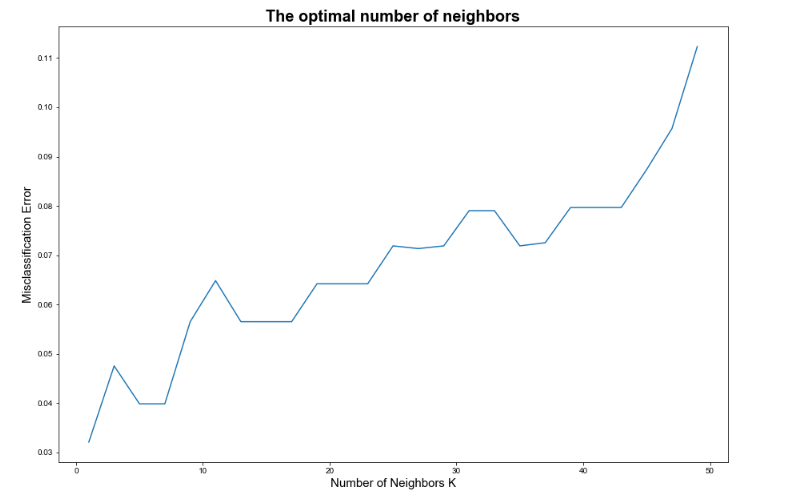 The optimal number of neighbors
Misclassification Error
0.11
0.10
0.09
0.08
0.07
0.06
0.05
0.04
0.03
0 10 20 30 40 50
Number of Neighbors K